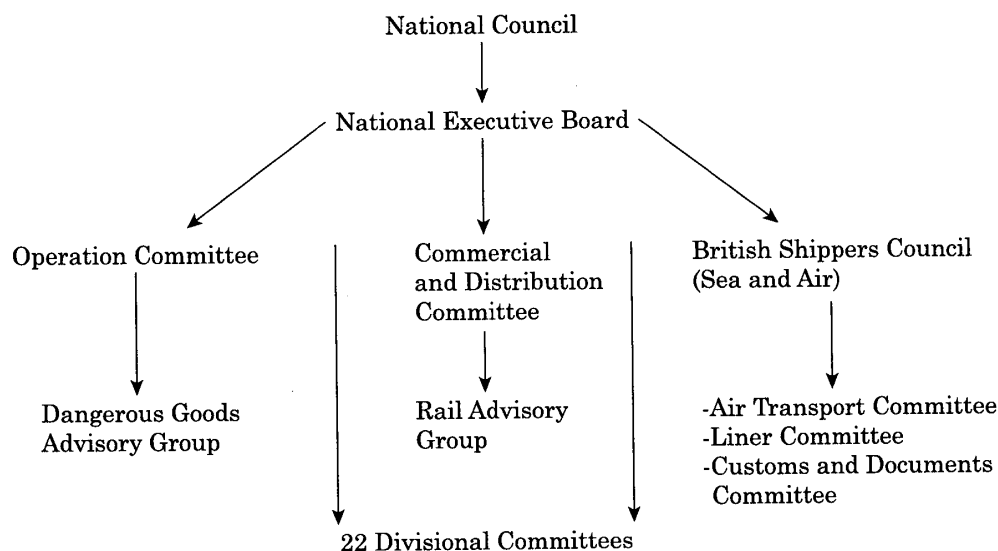 National Council
National Executive Board
Operation Committee
Commercial
and Distribution
Committee
British Shippers Council
(Sea and Air)
Dangerous Goods
Advisory Group
Rail Advisory
Group
-Air Transport Committee
-Liner Committee
-Customs and Documents
Committee
22 Divisional Committees